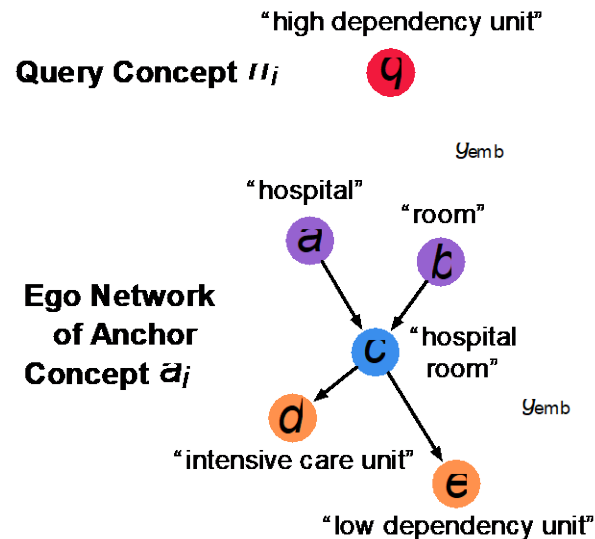 “high dependency unit”
Query Concept
q
yemb
“hospital”
“room”
a
b
Ego Network
of Anchor
Concept ai
c
“hospital
room”
d
yemb
“intensive care unit”
e
“low dependency unit”